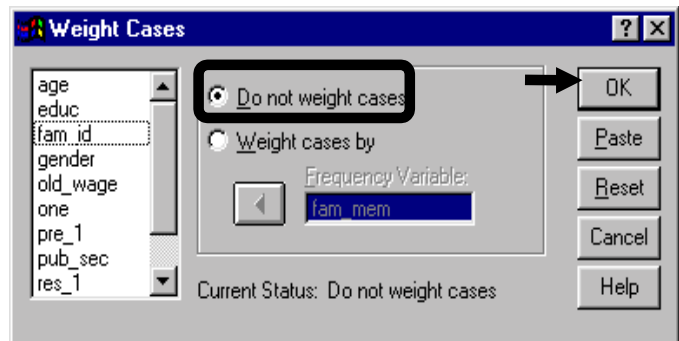 Weight Cases
age
educ
fam_id
gender
old_wage
one
pre_1
pub_sec
res_1
Do not weight cases
Weight cases by
Frequency Variable:
fam_mem
Current Status: Do not weight cases
OK
Paste
Reset
Cancel
Help